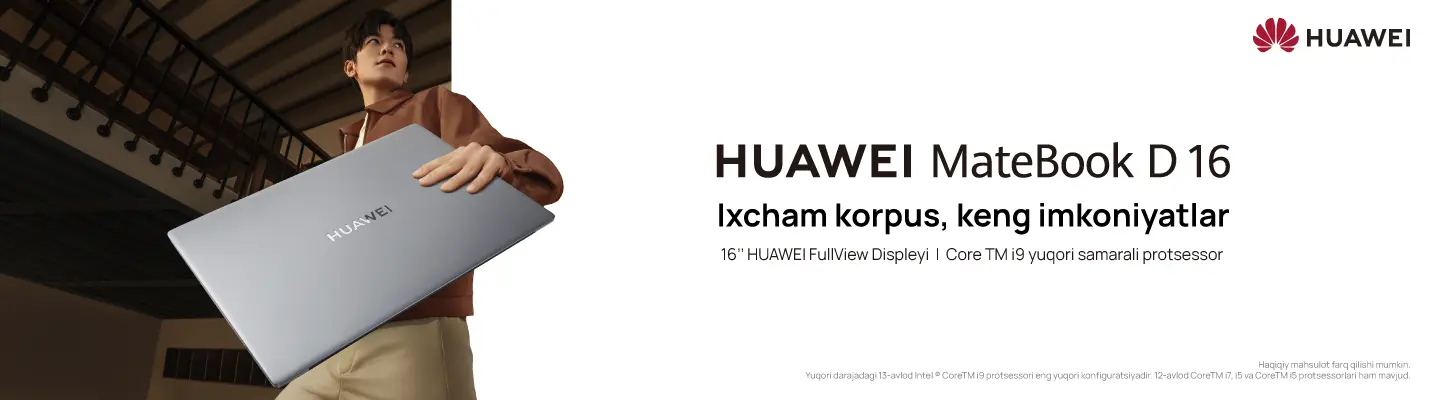 HUAWEI
HUAWEI
HUAWEI MateBook D 16
Ixcham korpus, keng imkoniyatlar
16’’ HUAWEI FullView Displeyi | Core TM i9 yuqori samarali protsessor
Haqiqiy mahsulot farq qilishi mumkin.
Yuqori darajadagi 13-avlod Intel ® CoreTM i9 protsessori eng yuqori konfiguratsiyadir. 12-avlod CoreTM i7, i5 va CoreTM i5 protsessorlari ham mavjud.